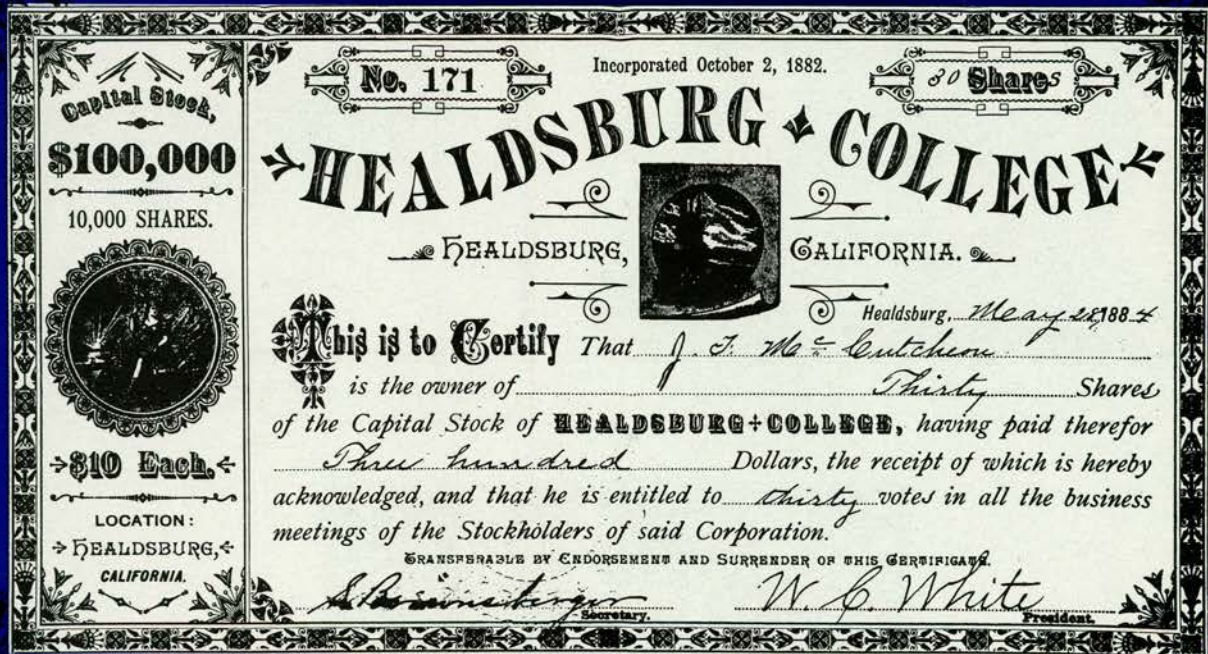 Capital Stock,
$100,000
10,000 SHARES.
$10 Each.
LOCATION:
HEALDSBURG,
CALIFORNIA.
No. 171
Incorporated October 2, 1882.
30 Shares
HEALDSBURG COLLEGE
HEALDSBURG, CALIFORNIA.
Healdsburg, May 28, 1884
This is to Certify That J. F. Mc Cutcheon
is the owner of Thirty Shares
of the Capital Stock of HEALDSBURG + COLLEGE, having paid therefor
Three hundred Dollars, the receipt of which is hereby
acknowledged, and that he is entitled to thirty votes in all the business
meetings of the Stockholders of said Corporation.
TRANSFERABLE BY ENDORSEMENT AND SURRENDER OF THIS CERTIFICATE.
S. Brownsberger W. C. White
Secretary. President.